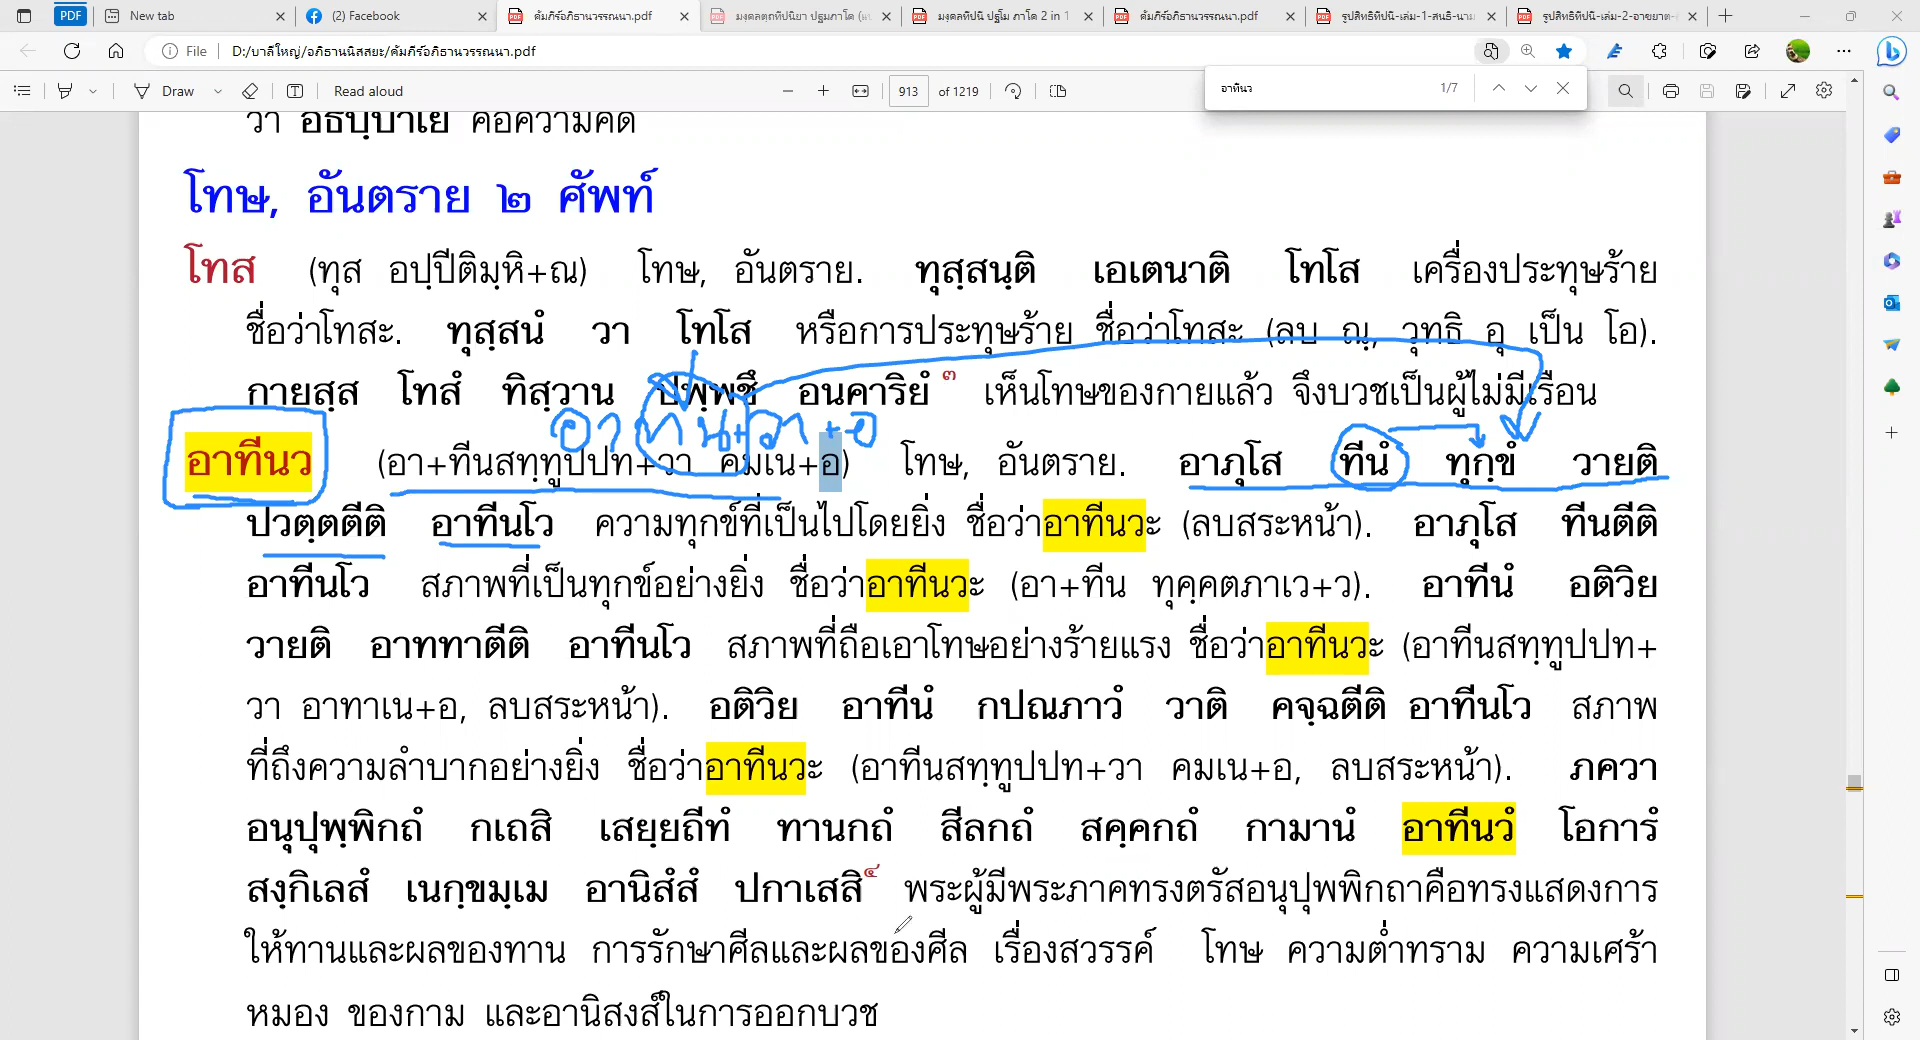 PDF New tab (2) Facebook คัมภีร์อภิธานวรรณนา.pdf มงฺคลตฺถทีปนิยา ปฐมภาโค มงฺคลทีปนิ ปฐโม ภาโค 2 in 1 คัมภีร์อภิธานวรรณนา.pdf รูปสิทธิทีปนี-เล่ม-1-สนธิ-นาม รูปสิทธิทีปนี-เล่ม-2-อาขยาต-
File D:/บาลีใหญ่/อภิธานนิสสยะ/คัมภีร์อภิธานวรรณนา.pdf
Draw Read aloud 913 of 1219 อาทีนว 1/7
ว่า อธิปฺปาเย คือความคิด
โทษ, อันตราย ๒ ศัพท์
โทส (ทุส อปฺปีติมฺหิ+ณ) โทษ, อันตราย. ทุสฺสนฺติ เอเตนาติ โทโส เครื่องประทุษร้าย
ชื่อว่าโทสะ. ทุสฺสนํ วา โทโส หรือการประทุษร้าย ชื่อว่าโทสะ (ลบ ณฺ, วุทธิ อุ เป็น โอ).
กายสฺส โทสํ ทิสฺวาน ปพฺพชึ อนคาริยํ ๓ เห็นโทษของกายแล้ว จึงบวชเป็นผู้ไม่มีเรือน
อา ทีน+วา+อ
อาทีนว (อา+ทีนสทฺทูปปท+วา คมเน+อ) โทษ, อันตราย. อาภุโส ทีนํ ทุกฺขํ วายติ
ปวตฺตตีติ อาทีนโว ความทุกข์ที่เป็นไปโดยยิ่ง ชื่อว่าอาทีนวะ (ลบสระหน้า). อาภุโส ทีนตีติ
อาทีนโว สภาพที่เป็นทุกข์อย่างยิ่ง ชื่อว่าอาทีนวะ (อา+ทีน ทุคฺคตภาเว+ว). อาทีนํ อติวิย
วายติ อาททาตีติ อาทีนโว สภาพที่ถือเอาโทษอย่างร้ายแรง ชื่อว่าอาทีนวะ (อาทีนสทฺทูปปท+
วา อาทาเน+อ, ลบสระหน้า). อติวิย อาทีนํ กปณภาวํ วาติ คจฺฉตีติ อาทีนโว สภาพ
ที่ถึงความลำบากอย่างยิ่ง ชื่อว่าอาทีนวะ (อาทีนสทฺทูปปท+วา คมเน+อ, ลบสระหน้า). ภควา
อนุปุพฺพิกถํ กเถสิ เสยฺยถีทํ ทานกถํ สีลกถํ สคฺคกถํ กามานํ อาทีนวํ โอการํ
สงฺกิเลสํ เนกฺขมฺเม อานิสํสํ ปกาเสสิ๔ พระผู้มีพระภาคทรงตรัสอนุปุพพิกถาคือทรงแสดงการ
ให้ทานและผลของทาน การรักษาศีลและผลของศีล เรื่องสวรรค์ โทษ ความต่ำทราม ความเศร้า
หมอง ของกาม และอานิสงส์ในการออกบวช